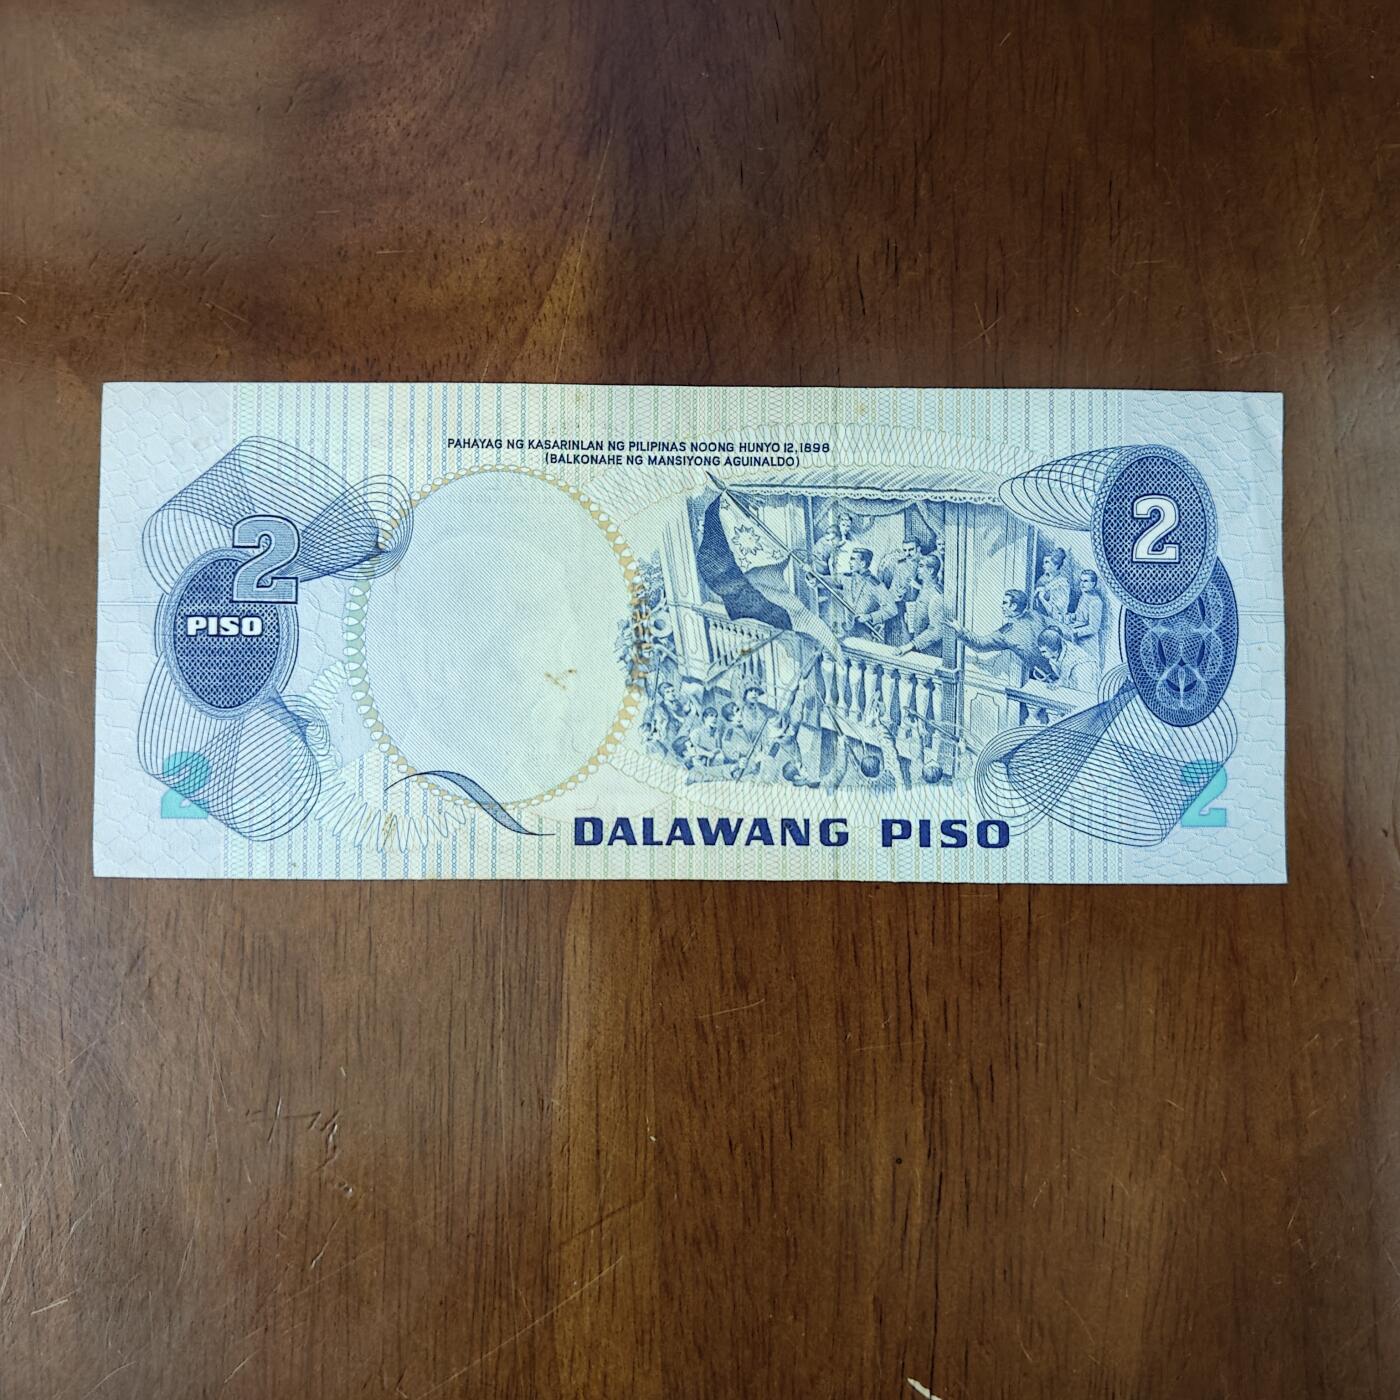 PAHAYAG NG KASARINLAN NG PILIPINAS NOONG HUNYO 12, 1898
(BALKONAHE NG MANSIYONG AGUINALDO)
2
PISO
2
2
2
DALAWANG PISO